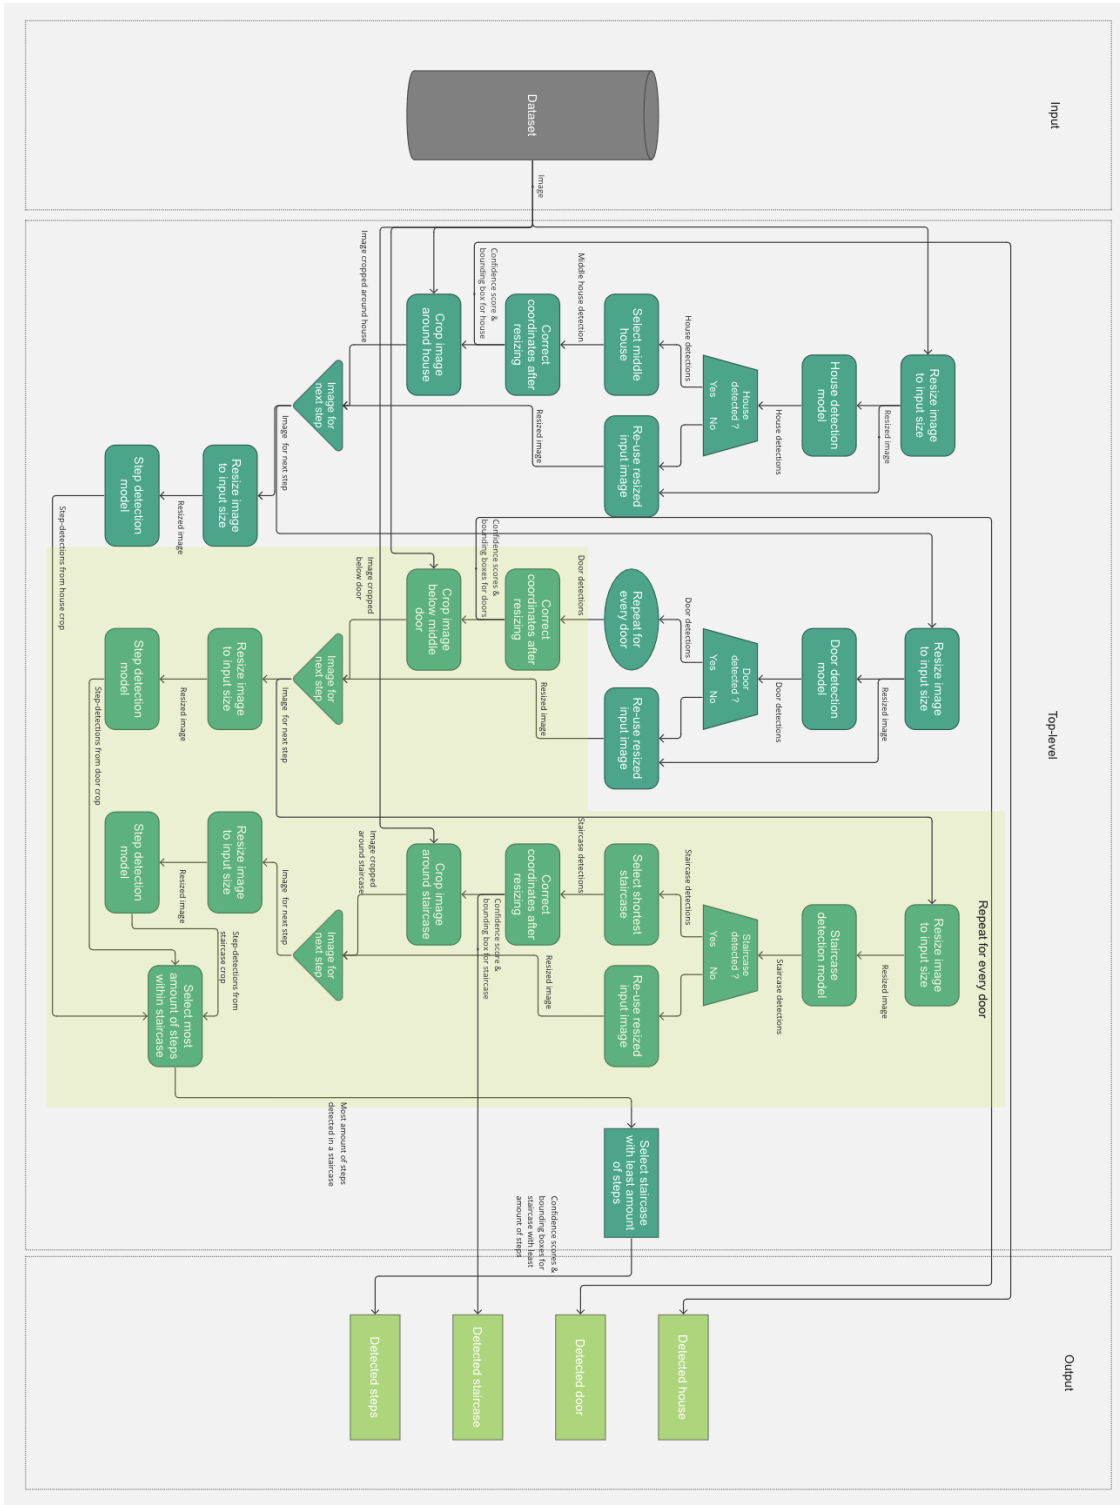 Input
Dataset
Image
Top-level
Resize image
to input size
Resized image
House detection
model
House detections
House
detected ?
Yes
No
House detections
Select middle
house
Re-use resized
input image
Middle house detection
Correct
coordinates after
resizing
Confidence score &
bounding box for house
Resized image
Crop image
around house
Image cropped around house
Image for
next step
Image for next step
Resize image
to input size
Resized image
Step detection
model
Step-detections from house crop
Resize image
to input size
Resized image
Door detection
model
Door detections
Door
detected ?
Yes
No
Door detections
Repeat for
every door
Re-use resized
input image
Door detections
Correct
coordinates after
resizing
Confidence scores &
bounding boxes for doors
Resized image
Crop image
below middle
door
Image cropped
below door
Image for
next step
Image for next step
Resize image
to input size
Resized image
Step detection
model
Step-detections from door crop
Repeat for every door
Resize image
to input size
Resized image
Staircase
detection model
Staircase detections
Staircase
detected ?
Yes
No
Staircase detections
Select shortest
staircase
Re-use resized
input image
Staircase detections
Correct
coordinates after
resizing
Confidence score &
bounding box for staircase
Resized image
Crop image
around staircase
Image cropped
around staircase
Image for
next step
Image for next step
Resize image
to input size
Resized image
Step detection
model
Step-detections from
staircase crop
Select most
amount of steps
within staircase
Most amount of steps
detected in a staircase
Select staircase
with least amount
of steps
Confidence scores &
bounding boxes for
staircase with least
amount of steps
Output
Detected house
Detected door
Detected staircase
Detected steps